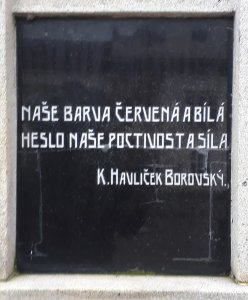 NAŠE BARVA ČERVENÁ A BÍLÁ
HESLO NAŠE POCTIVOST A SÍLA
K. HAVLÍČEK BOROVSKÝ.